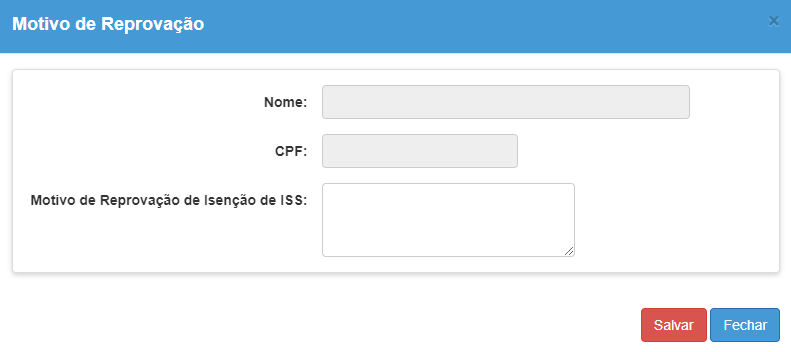 Motivo de Reprovação
×
Nome:
CPF:
Motivo de Reprovação de Isenção de ISS:
Salvar Fechar